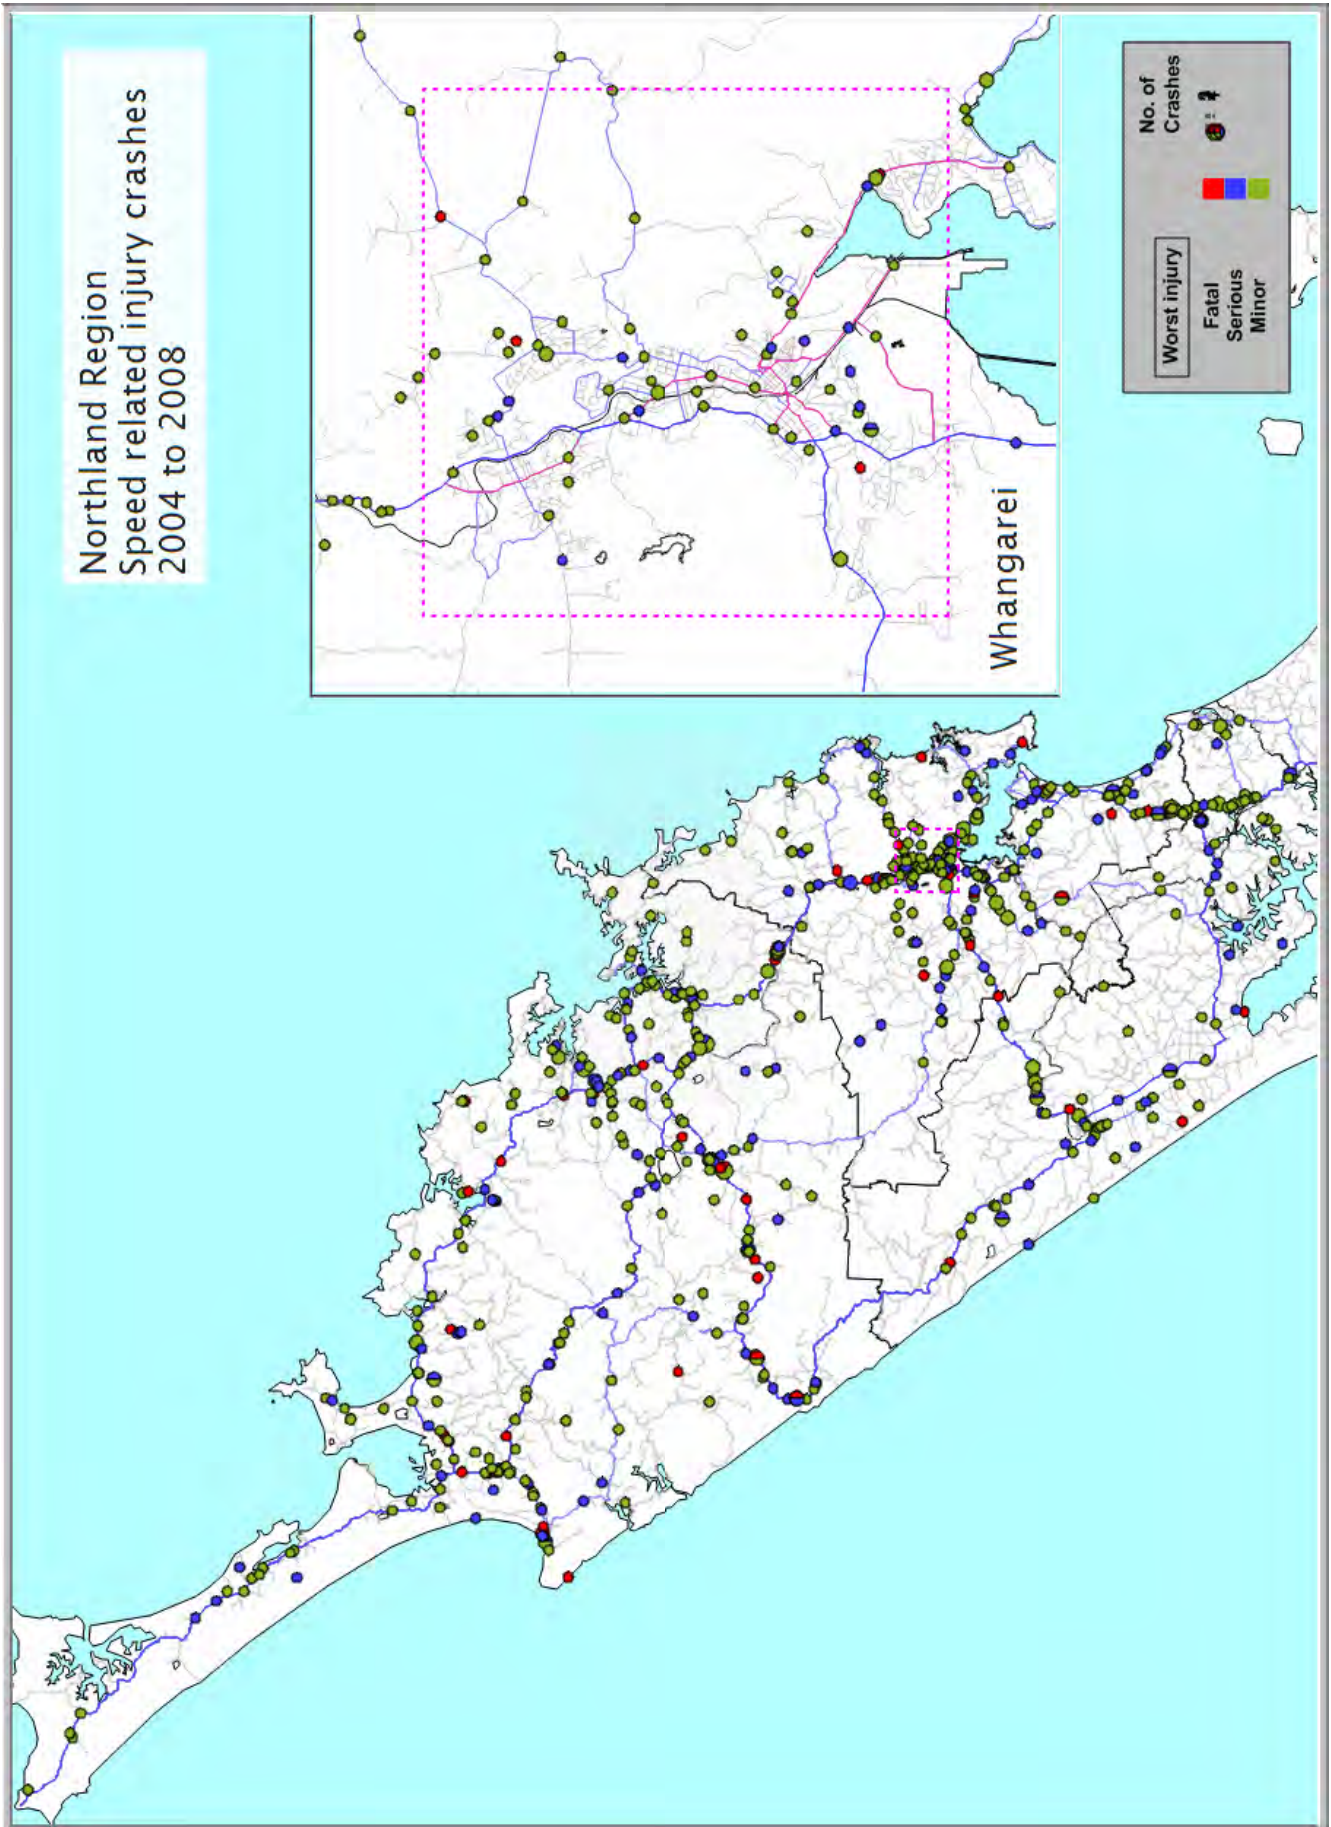 Northland Region
Speed related injury crashes
2004 to 2008
Whangarei
Worst injury
No. of
Crashes
Fatal
Serious
Minor